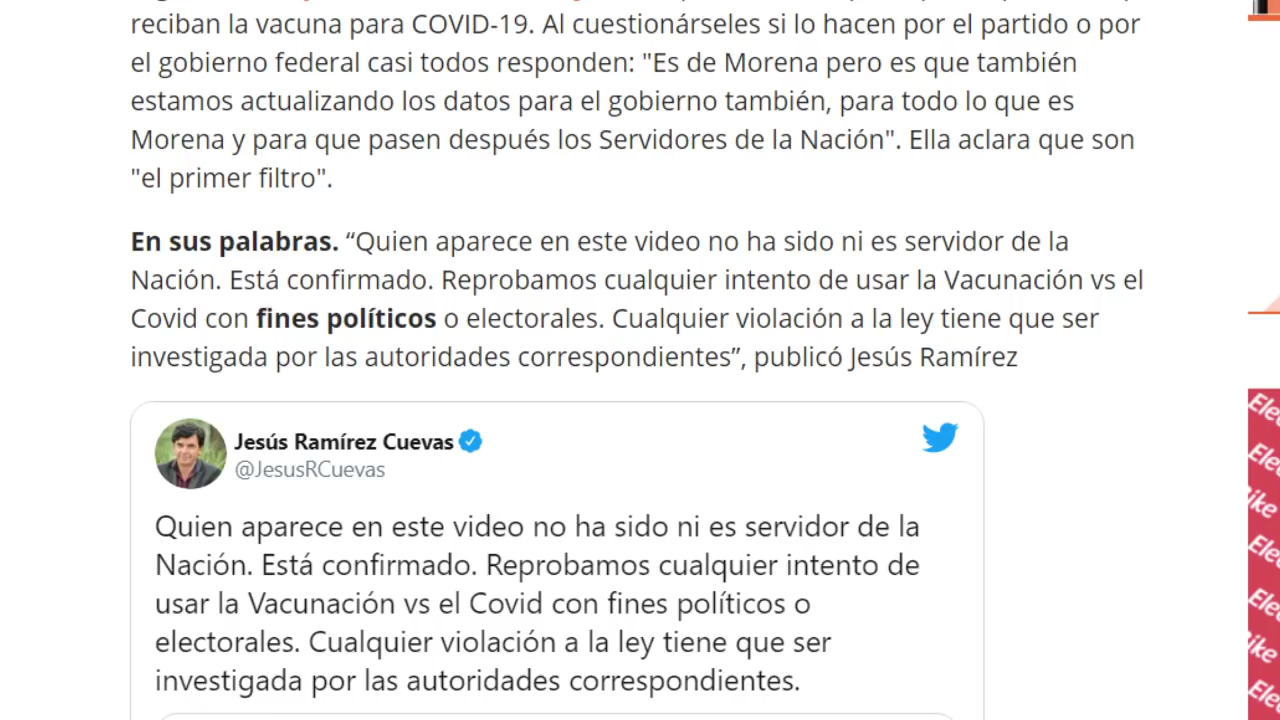 reciban la vacuna para COVID-19. Al cuestionárseles si lo hacen por el partido o por
el gobierno federal casi todos responden: "Es de Morena pero es que también
estamos actualizando los datos para el gobierno también, para todo lo que es
Morena y para que pasen después los Servidores de la Nación". Ella aclara que son
"el primer filtro".
En sus palabras. “Quien aparece en este video no ha sido ni es servidor de la
Nación. Está confirmado. Reprobamos cualquier intento de usar la Vacunación vs el
Covid con fines políticos o electorales. Cualquier violación a la ley tiene que ser
investigada por las autoridades correspondientes”, publicó Jesús Ramírez
Jesús Ramírez Cuevas
@JesusRCuevas
Quien aparece en este video no ha sido ni es servidor de la
Nación. Está confirmado. Reprobamos cualquier intento de
usar la Vacunación vs el Covid con fines políticos o
electorales. Cualquier violación a la ley tiene que ser
investigada por las autoridades correspondientes.